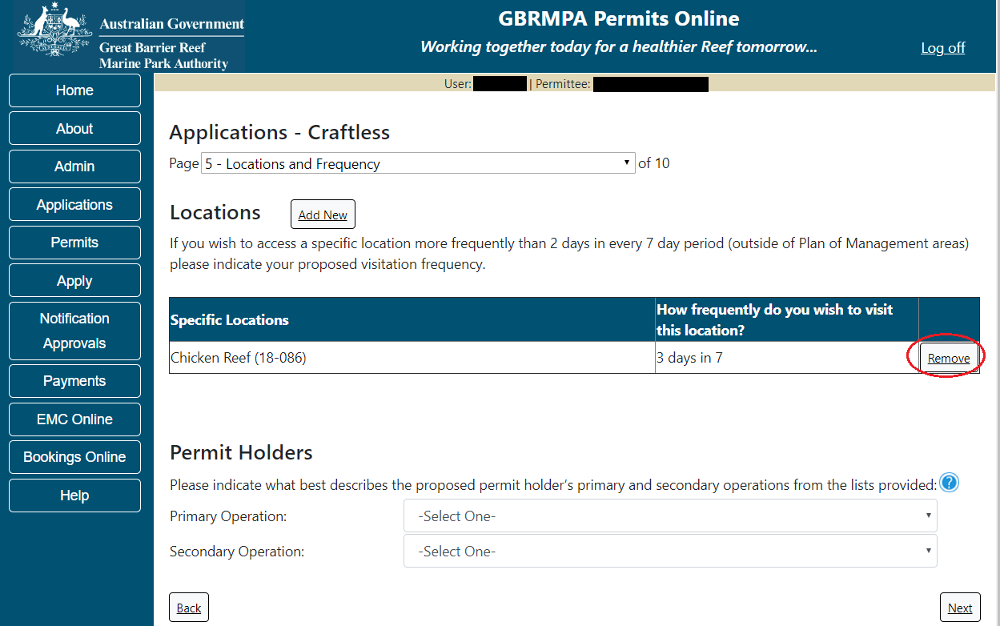 Australian Government
Great Barrier Reef
Marine Park Authority
GBRMPA Permits Online
Working together today for a healthier Reef tomorrow...
Log off
Home
About
Admin
Applications
Permits
Apply
Notification
Approvals
Payments
EMC Online
Bookings Online
Help
User: | Permittee:
Applications - Craftless
Page 5 - Locations and Frequency of 10
Locations Add New
If you wish to access a specific location more frequently than 2 days in every 7 day period (outside of Plan of Management areas)
please indicate your proposed visitation frequency.
Specific Locations
How frequently do you wish to visit
this location?
Chicken Reef (18-086) 3 days in 7 Remove
Permit Holders
Please indicate what best describes the proposed permit holder's primary and secondary operations from the lists provided: ?
Primary Operation: -Select One-
Secondary Operation: -Select One-
Back Next